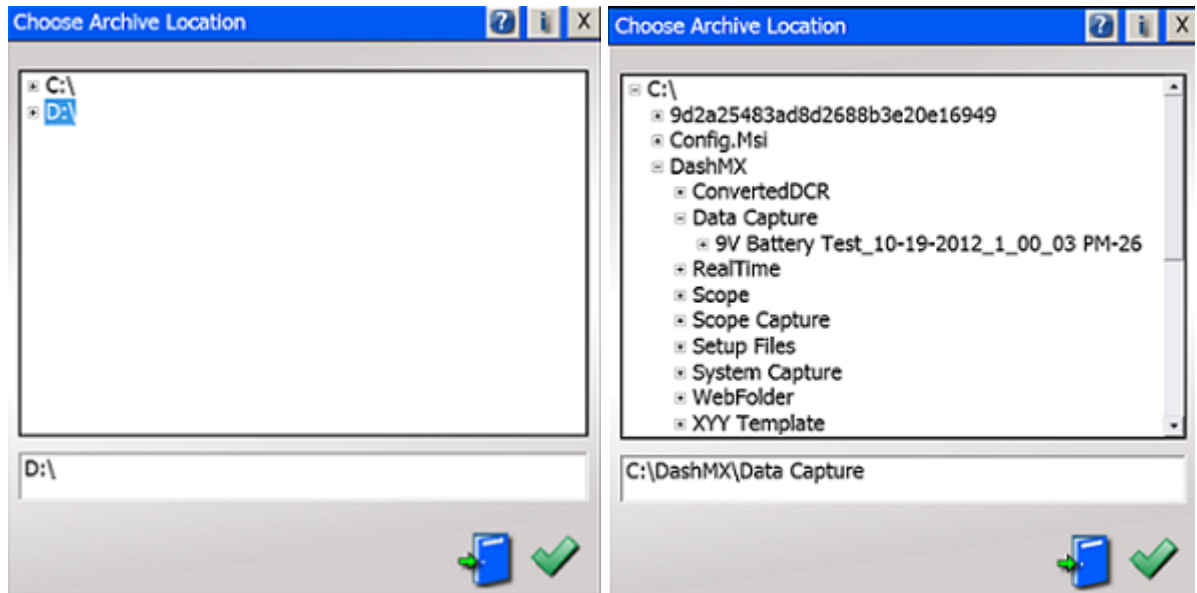 Choose Archive Location
? i X
C:\
D:\
D:\
Choose Archive Location
? i X
C:\
9d2a25483ad8d2688b3e20e16949
Config.Msi
DashMX
ConvertedDCR
Data Capture
9V Battery Test_10-19-2012_1_00_03 PM-26
RealTime
Scope
Scope Capture
Setup Files
System Capture
WebFolder
XYY Template
C:\DashMX\Data Capture